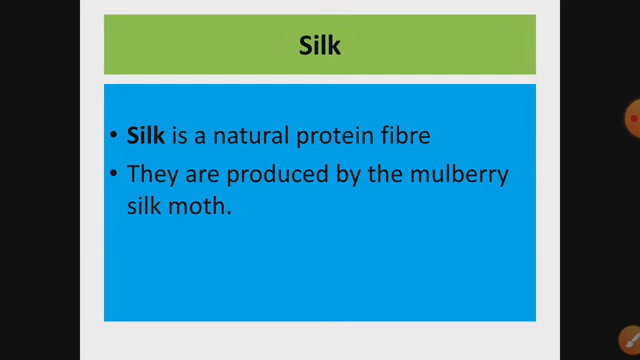 Silk
• Silk is a natural protein fibre
• They are produced by the mulberry
silk moth.